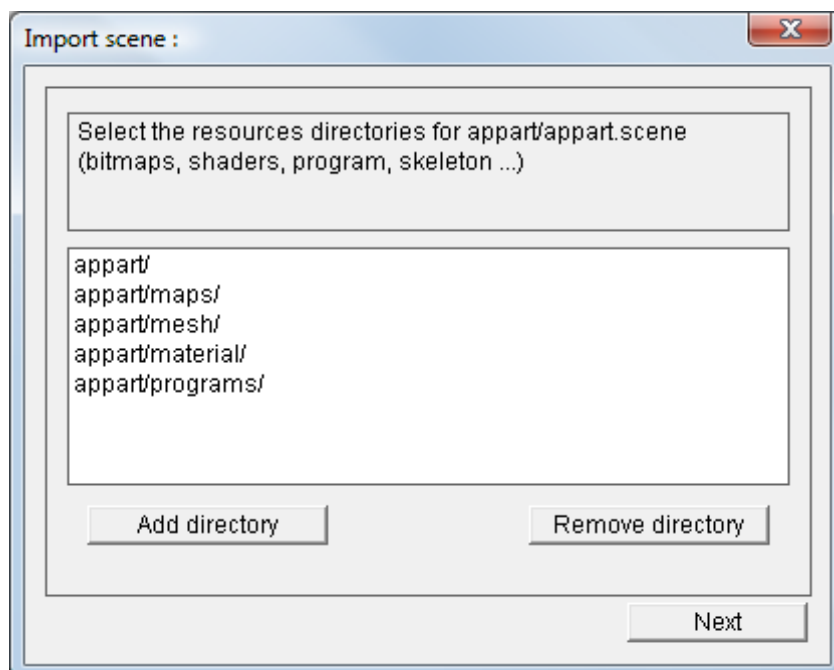 Import scene :
Select the resources directories for appart/appart.scene
(bitmaps, shaders, program, skeleton ...)
appart/
appart/maps/
appart/mesh/
appart/material/
appart/programs/
Add directory
Remove directory
Next